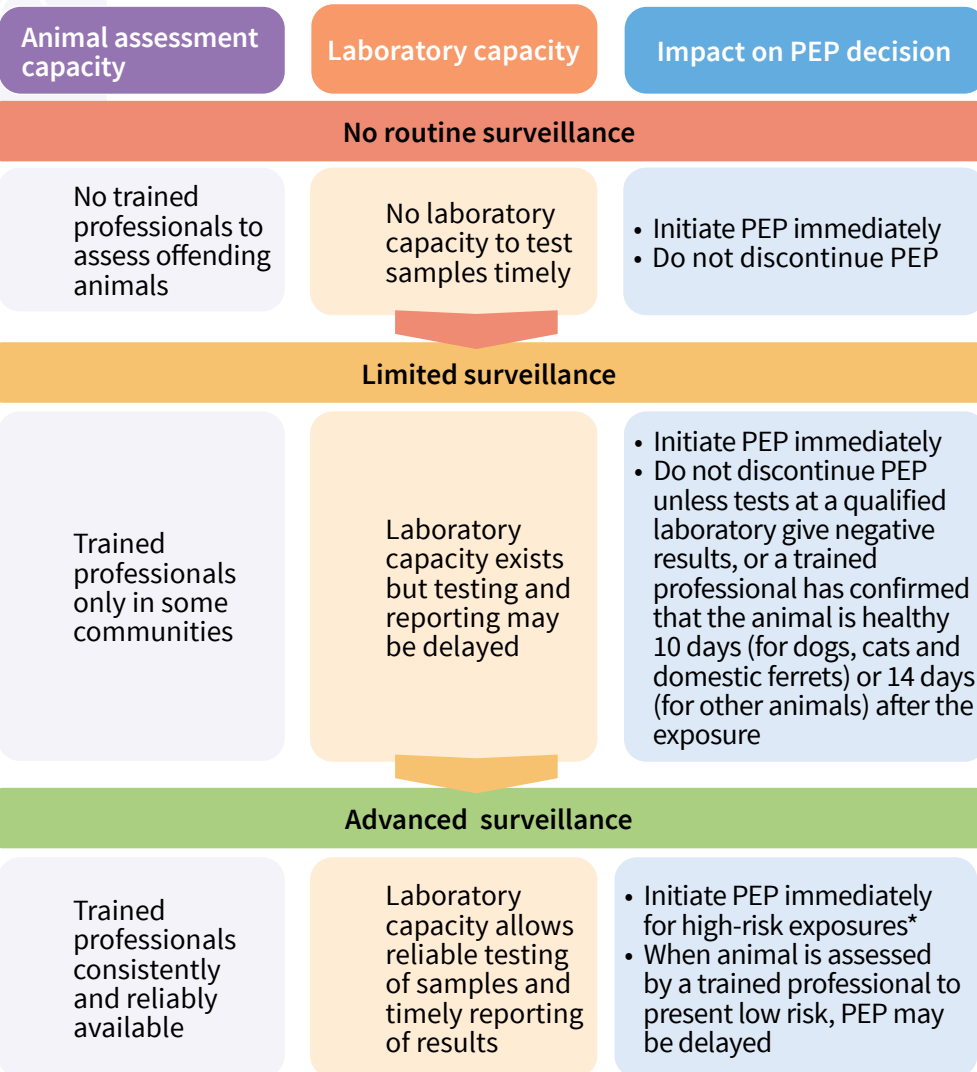 Animal assessment
capacity
Laboratory capacity
Impact on PEP decision
No routine surveillance
No trained
professionals to
assess offending
animals
No laboratory
capacity to test
samples timely
• Initiate PEP immediately
• Do not discontinue PEP
Limited surveillance
Trained
professionals
only in some
communities
Laboratory
capacity exists
but testing and
reporting may
be delayed
• Initiate PEP immediately
• Do not discontinue PEP
unless tests at a qualified
laboratory give negative
results, or a trained
professional has confirmed
that the animal is healthy
10 days (for dogs, cats and
domestic ferrets) or 14 days
(for other animals) after the
exposure
Advanced surveillance
Trained
professionals
consistently
and reliably
available
Laboratory
capacity allows
reliable testing
of samples and
timely reporting
of results
• Initiate PEP immediately
for high-risk exposures*
• When animal is assessed
by a trained professional to
present low risk, PEP may
be delayed